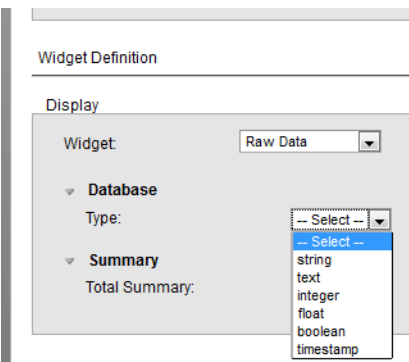 Widget Definition
Display
Widget: Raw Data
Database
Type: -- Select --
-- Select --
string
Summary
text
Total Summary:
integer
float
boolean
timestamp